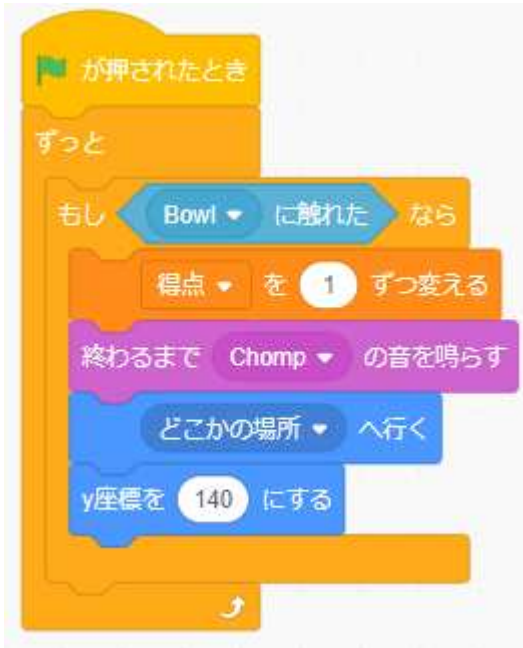 が押されたとき
ずっと
もし Bowl に触れた なら
得点 を 1 ずつ変える
終わるまで Chomp の音を鳴らす
どこかの場所 へ行く
y座標を 140 にする